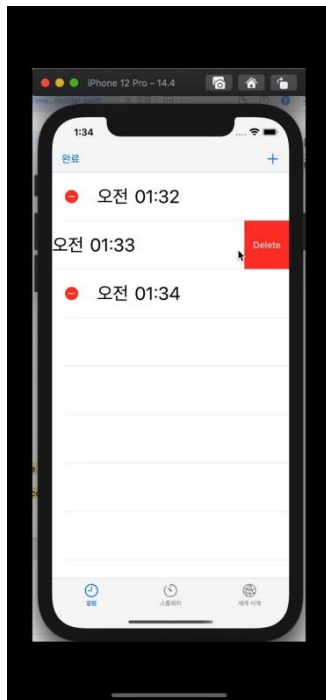 iPhone 12 Pro – 14.4
1:34
완료
+
오전 01:32
오전 01:33
Delete
오전 01:34
알람
스톱워치
세계 시계